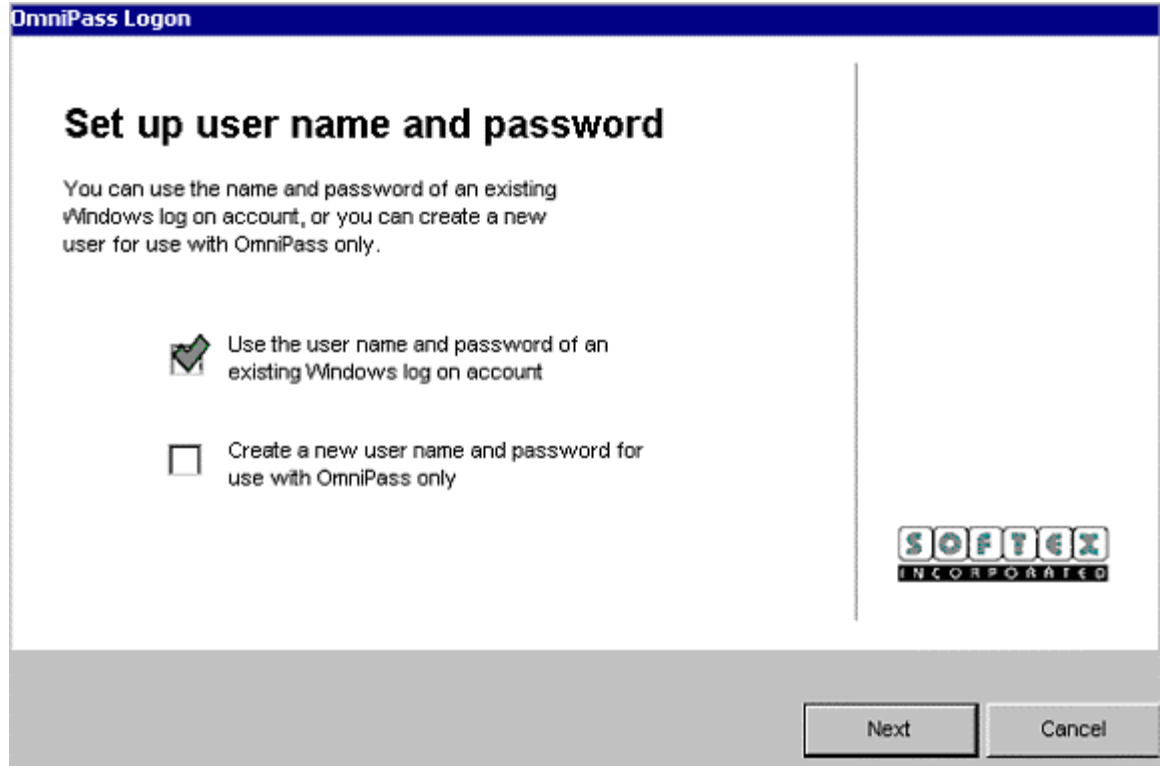 OmniPass Logon
Set up user name and password
You can use the name and password of an existing
Windows log on account, or you can create a new
user for use with OmniPass only.
Use the user name and password of an
existing Windows log on account
Create a new user name and password for
use with OmniPass only
SOFTEX
INCORPORATED
Next
Cancel